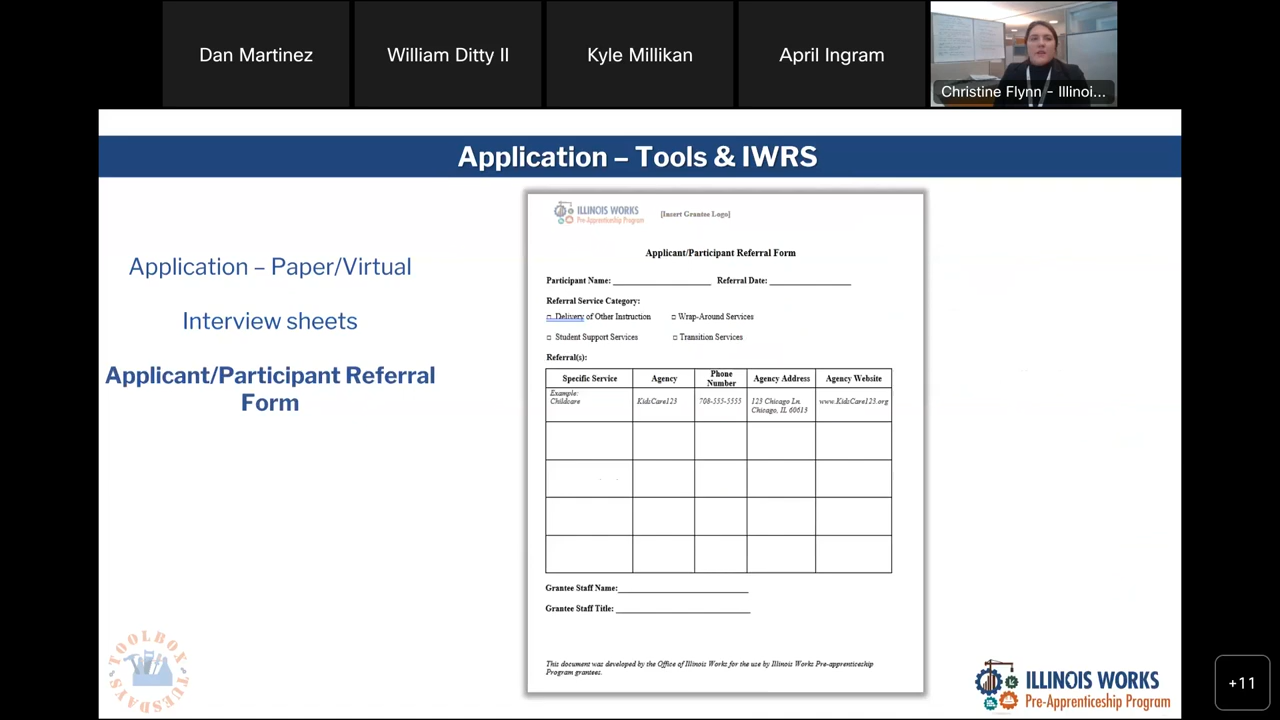 Dan Martinez
William Ditty II
Kyle Millikan
April Ingram
Christine Flynn - Illinoi...
Application – Tools & IWRS
Application – Paper/Virtual
Interview sheets
Applicant/Participant Referral
Form
ILLINOIS WORKS
Pre-Apprenticeship Program
[Insert Grantee Logo]
Applicant/Participant Referral Form
Participant Name: Referral Date:
Referral Service Category:
□ Delivery of Other Instruction □ Wrap-Around Services
□ Student Support Services □ Transition Services
Referral(s):
Specific Service Agency Phone Number Agency Address Agency Website
Example: Childcare KidsCare123 708-555-5555 123 Chicago Ln. Chicago, IL 60613 www.KidsCare123.org
Grantee Staff Name:
Grantee Staff Title:
This document was developed by the Office of Illinois Works for the use by Illinois Works Pre-apprenticeship
Program grantees.
TOOLBOX
TUESDAYS
ILLINOIS WORKS
Pre-Apprenticeship Program
+11